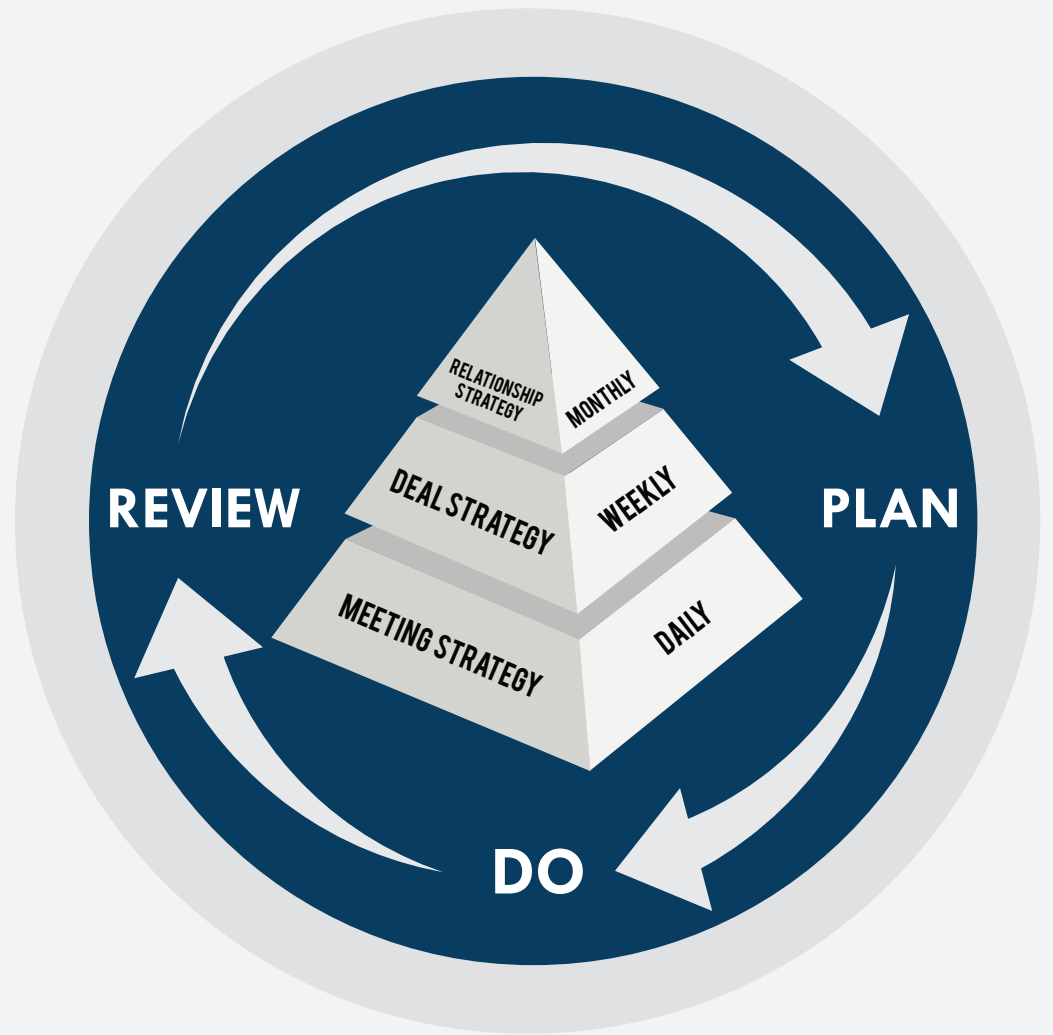 RELATIONSHIP
STRATEGY
MONTHLY
DEAL STRATEGY
WEEKLY
REVIEW
PLAN
MEETING STRATEGY
DAILY
DO